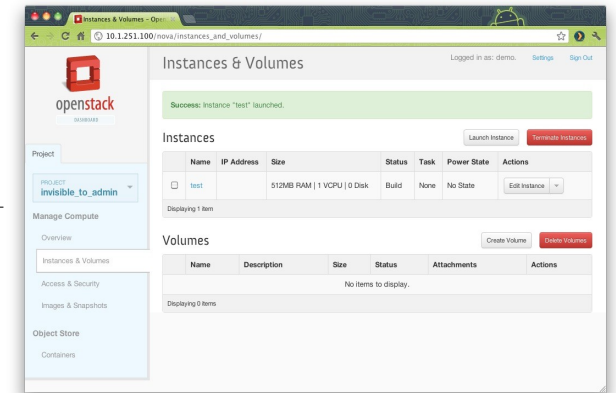 Instances & Volumes – Open
10.1.251.100/nova/instances_and_volumes/
openstack
DASHBOARD
Project
PROJECT
invisible_to_admin
Manage Compute
Overview
Instances & Volumes
Access & Security
Images & Snapshots
Object Store
Containers
Instances & Volumes
Logged in as: demo. Settings Sign Out
Success: Instance "test" launched.
Instances
Launch Instance Terminate Instances
Name IP Address Size Status Task Power State Actions
test 512MB RAM | 1 VCPU | 0 Disk Build None No State Edit Instance
Displaying 1 item
Volumes
Create Volume Delete Volumes
Name Description Size Status Attachments Actions
No items to display.
Displaying 0 items